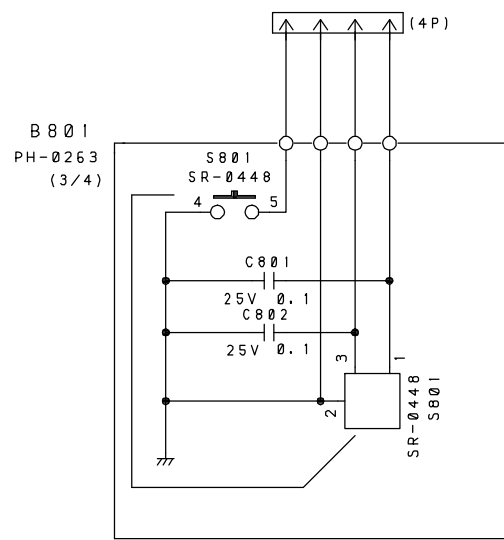 (4P)
B801
PH-0263
(3/4)
S801
SR-0448
4
5
C801
25V 0.1
C802
25V 0.1
3
1
2
SR-0448
S801